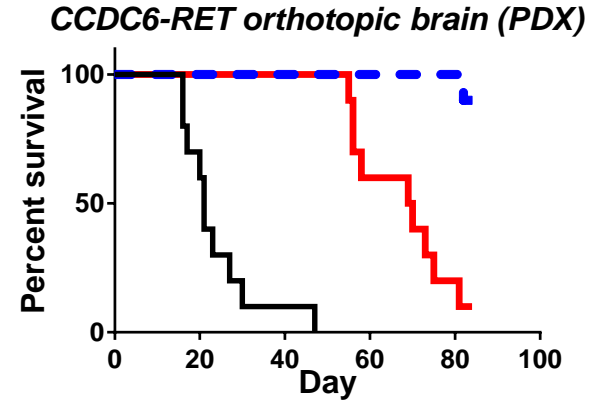 CCDC6-RET orthotopic brain (PDX)
Percent survival
100
50
0
0 20 40 60 80 100
Day